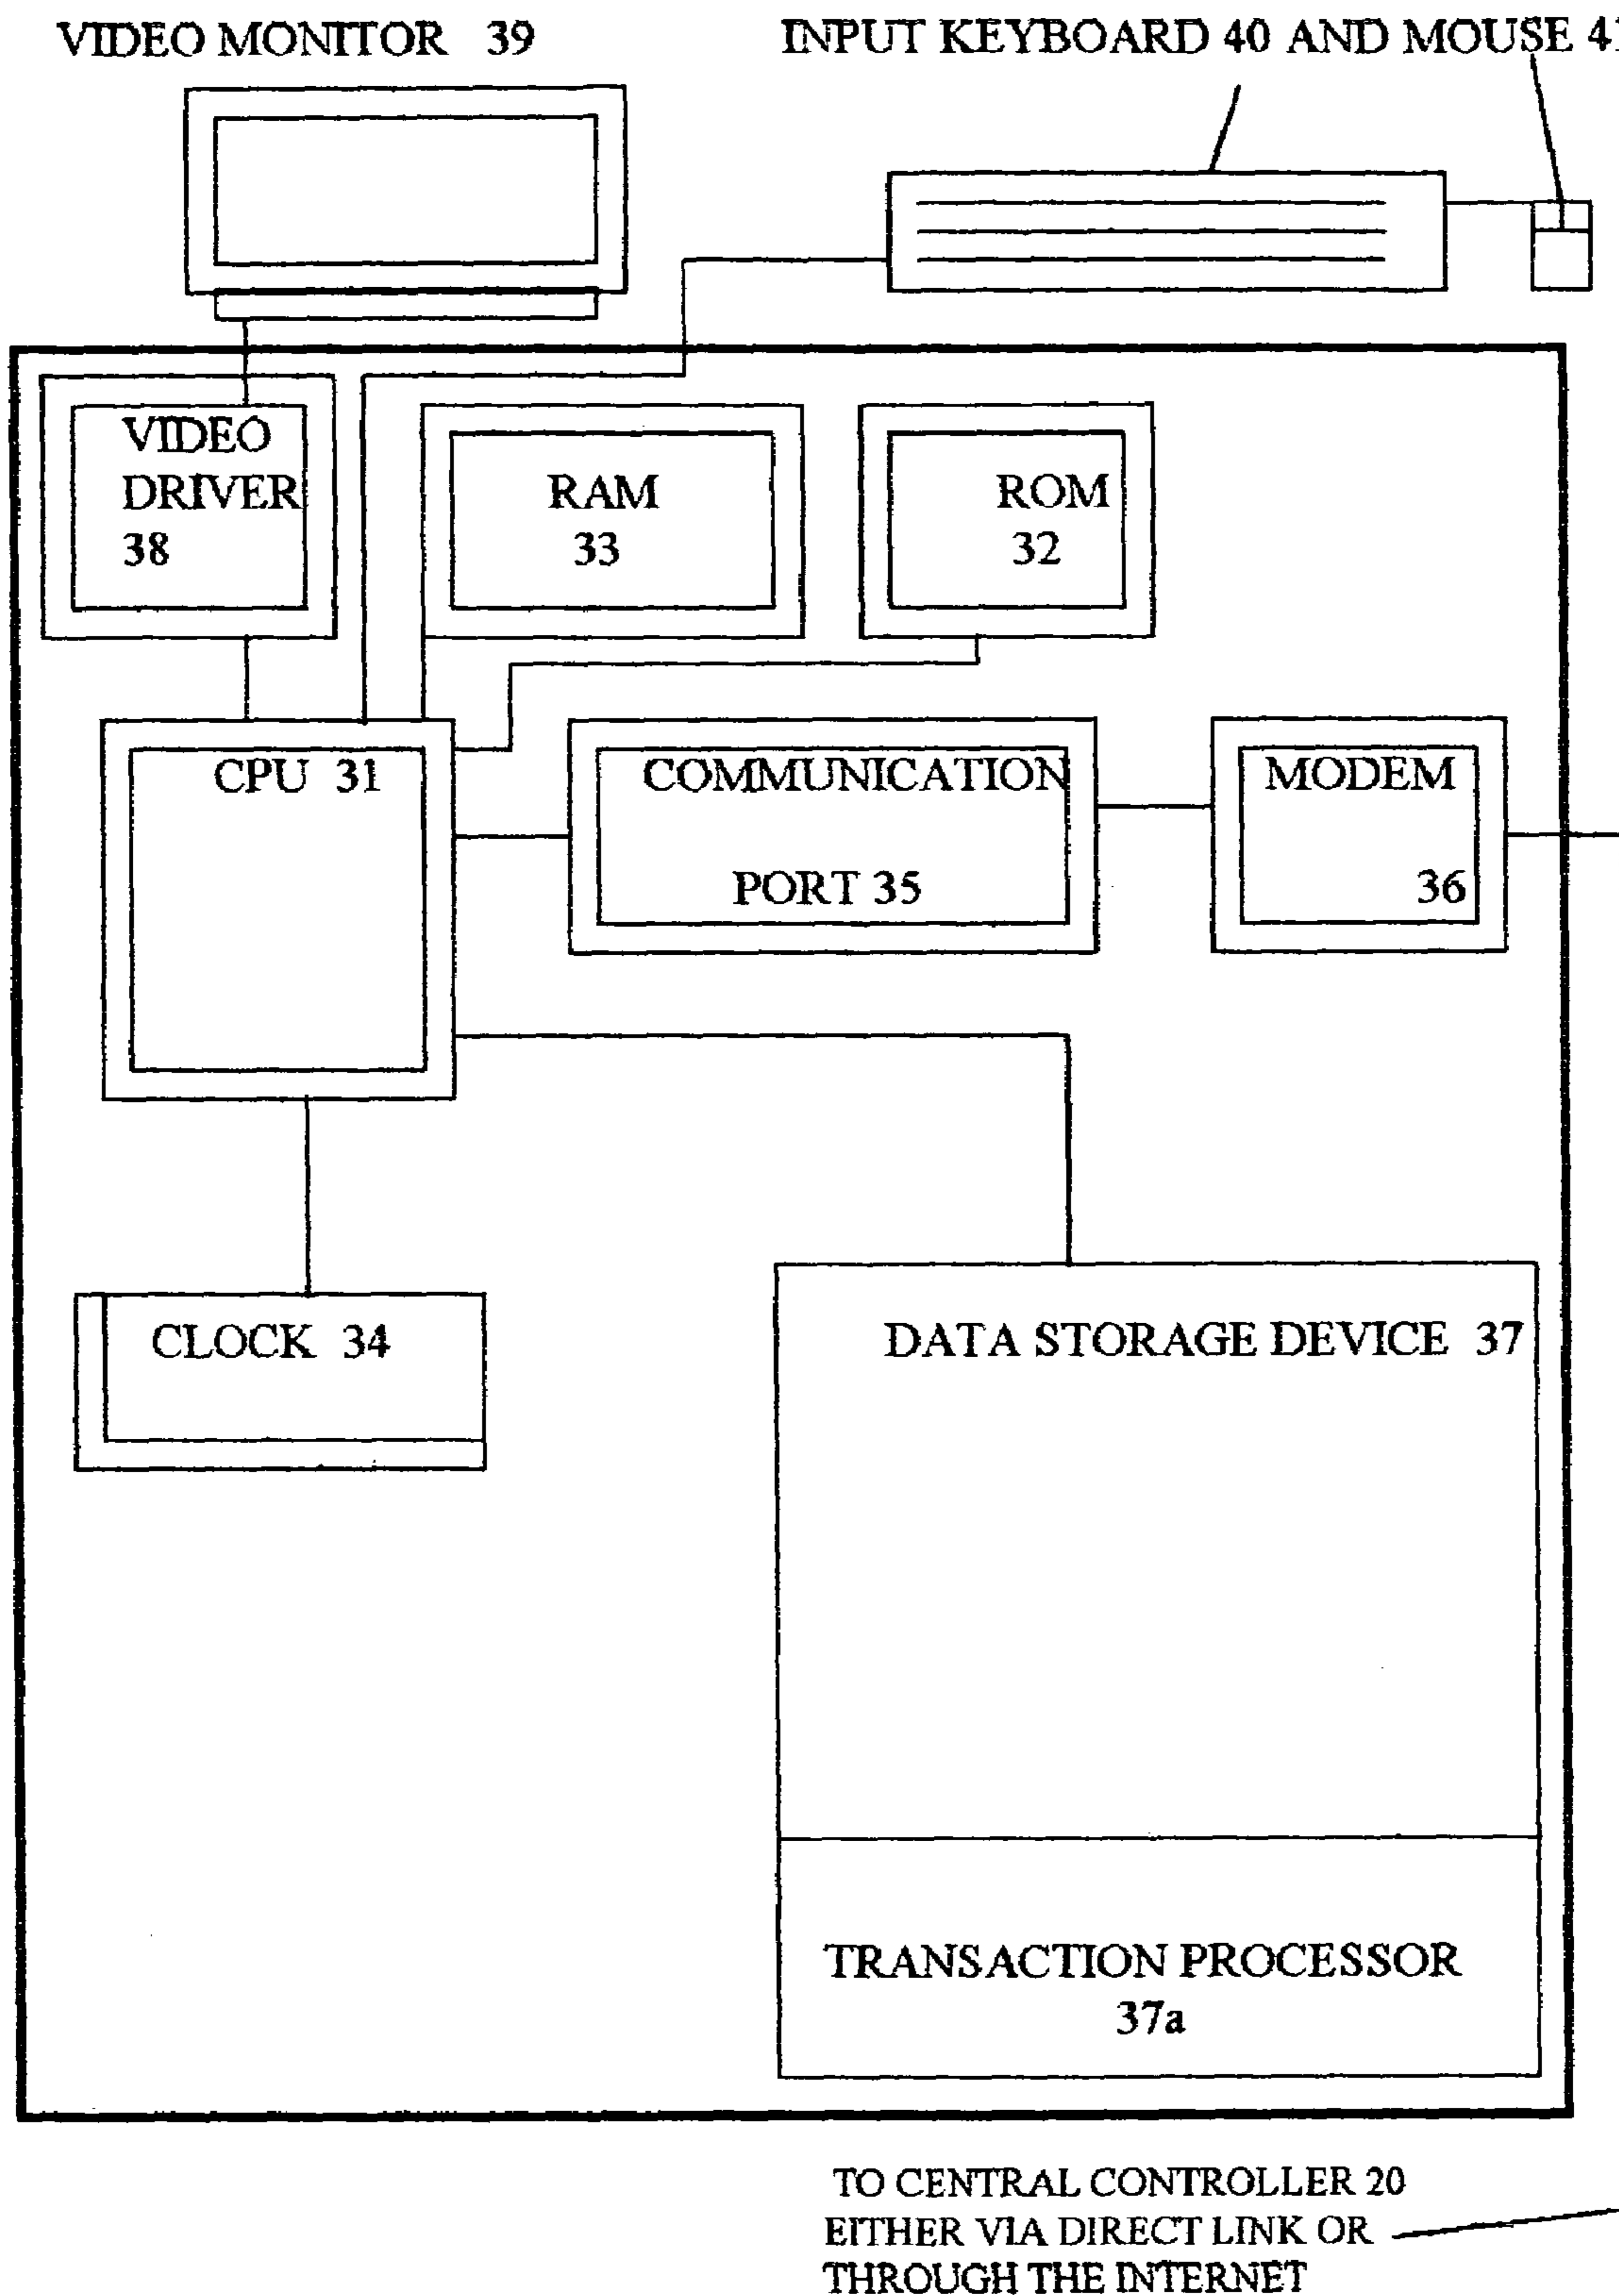 VIDEO MONITOR 39
INPUT KEYBOARD 40 AND MOUSE 41
VIDEO
DRIVER
38
RAM
33
ROM
32
CPU 31
COMMUNICATION
PORT 35
MODEM
36
CLOCK 34
DATA STORAGE DEVICE 37
TRANSACTION PROCESSOR
37a
TO CENTRAL CONTROLLER 20
EITHER VIA DIRECT LINK OR
THROUGH THE INTERNET